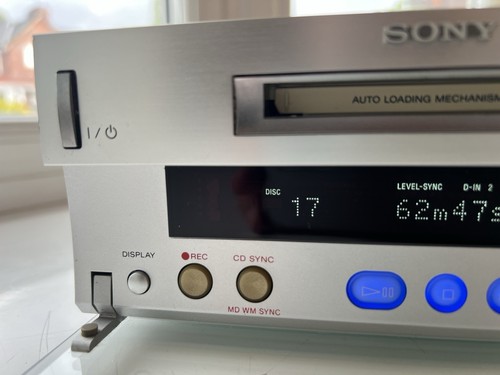 SONY
AUTO LOADING MECHANISM
I/⏻
DISC
17
LEVEL-SYNC D-IN 2
62m47s
DISPLAY
●REC
CD SYNC
MD WM SYNC